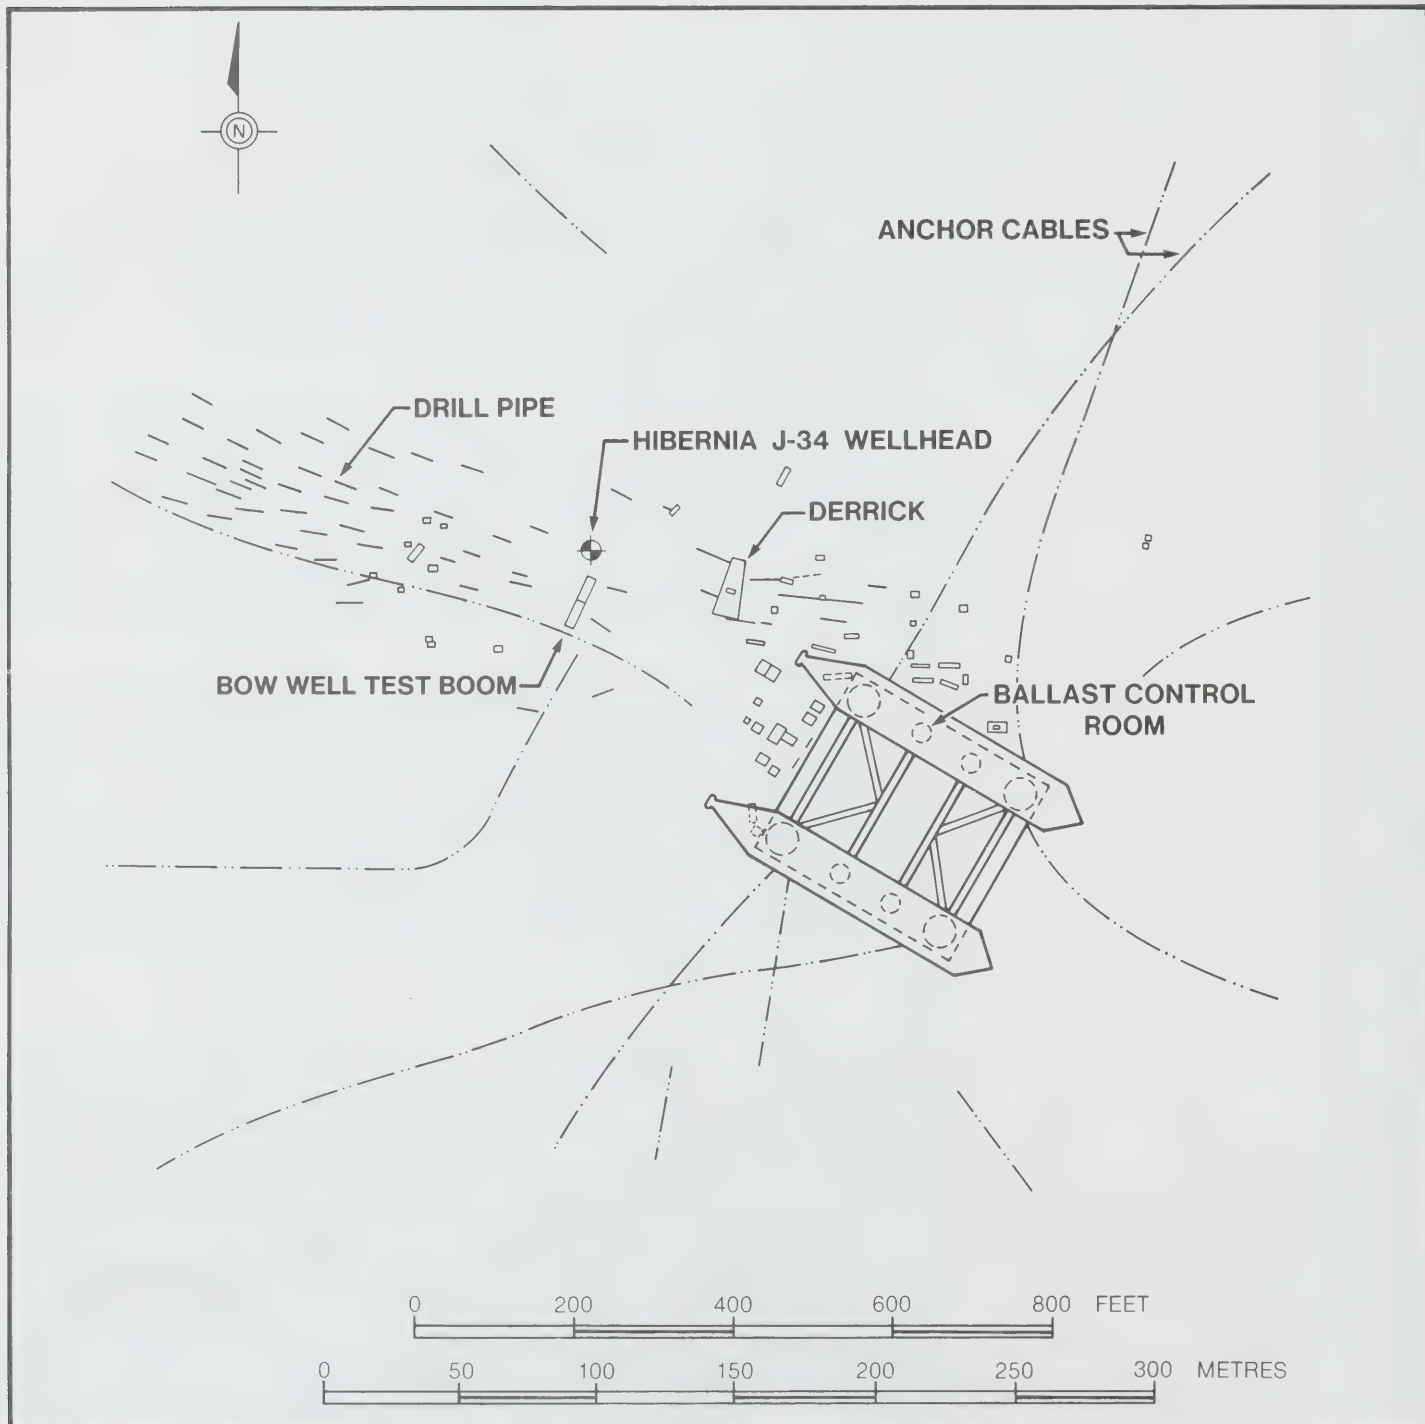 N
ANCHOR CABLES
DRILL PIPE
HIBERNIA J-34 WELLHEAD
DERRICK
BOW WELL TEST BOOM
BALLAST CONTROL
ROOM
0 200 400 600 800 FEET
0 50 100 150 200 250 300 METRES